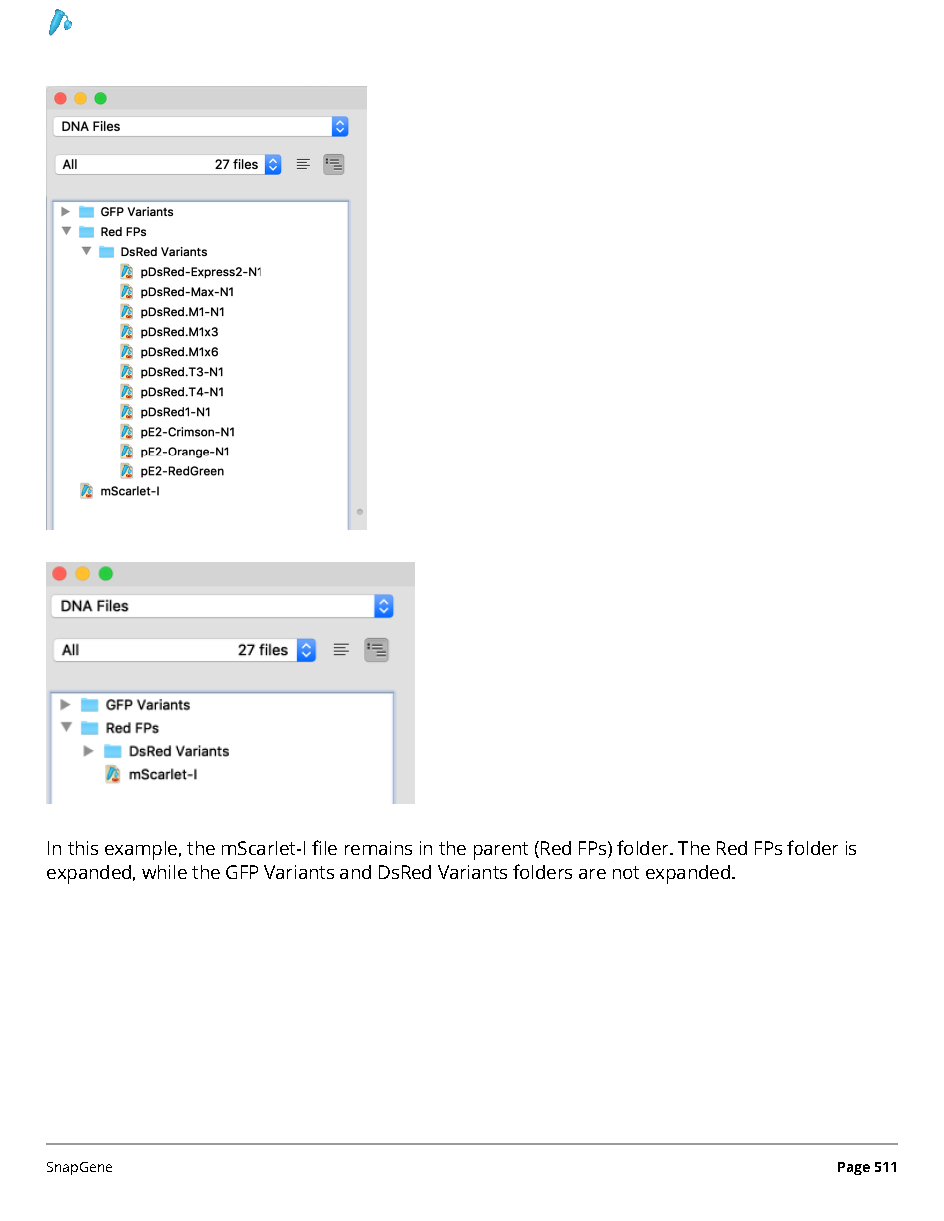 DNA Files
All 27 files
GFP Variants
Red FPs
DsRed Variants
pDsRed-Express2-N1
pDsRed-Max-N1
pDsRed.M1-N1
pDsRed.M1x3
pDsRed.M1x6
pDsRed.T3-N1
pDsRed.T4-N1
pDsRed1-N1
pE2-Crimson-N1
pE2-Orange-N1
pE2-RedGreen
mScarlet-I
DNA Files
All 27 files
GFP Variants
Red FPs
DsRed Variants
mScarlet-I
In this example, the mScarlet-I file remains in the parent (Red FPs) folder. The Red FPs folder is
expanded, while the GFP Variants and DsRed Variants folders are not expanded.
SnapGene Page 511